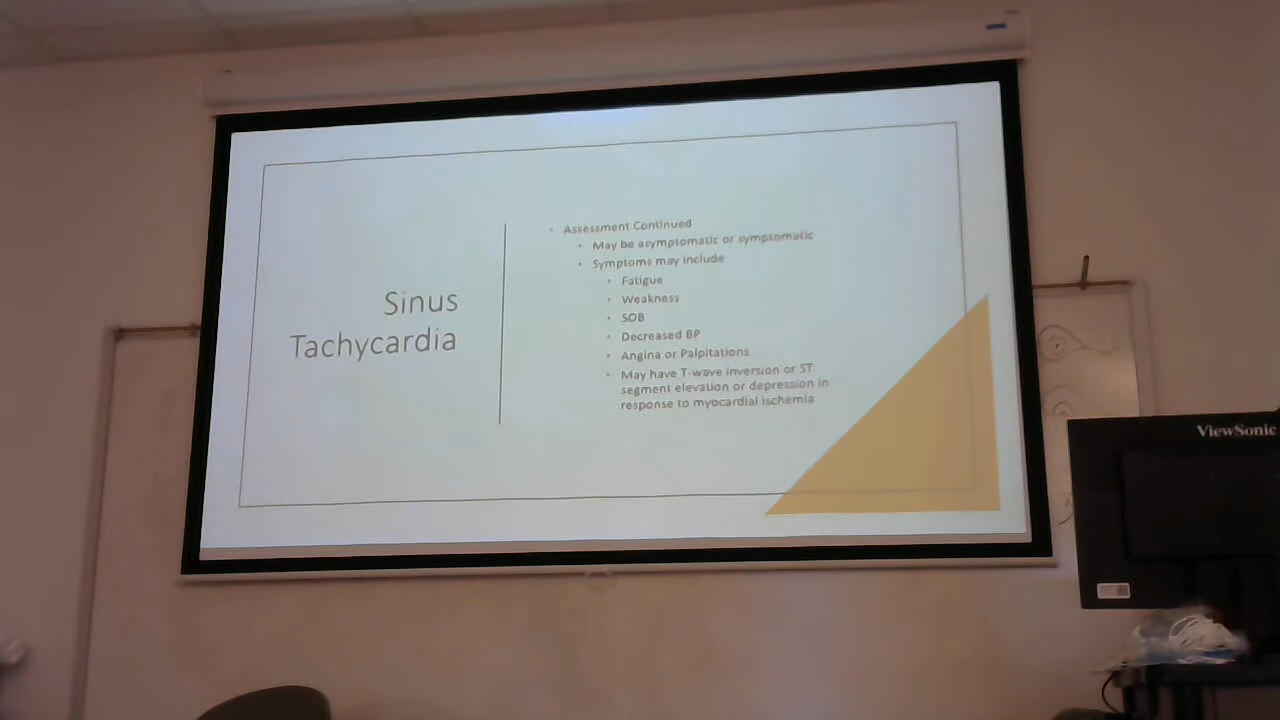 Sinus
Tachycardia
Assessment Continued
May be asymptomatic or symptomatic
Symptoms may include
Fatigue
Weakness
SOB
Decreased BP
Angina or Palpitations
May have T-wave inversion or ST
segment elevation or depression in
response to myocardial ischemia
ViewSonic